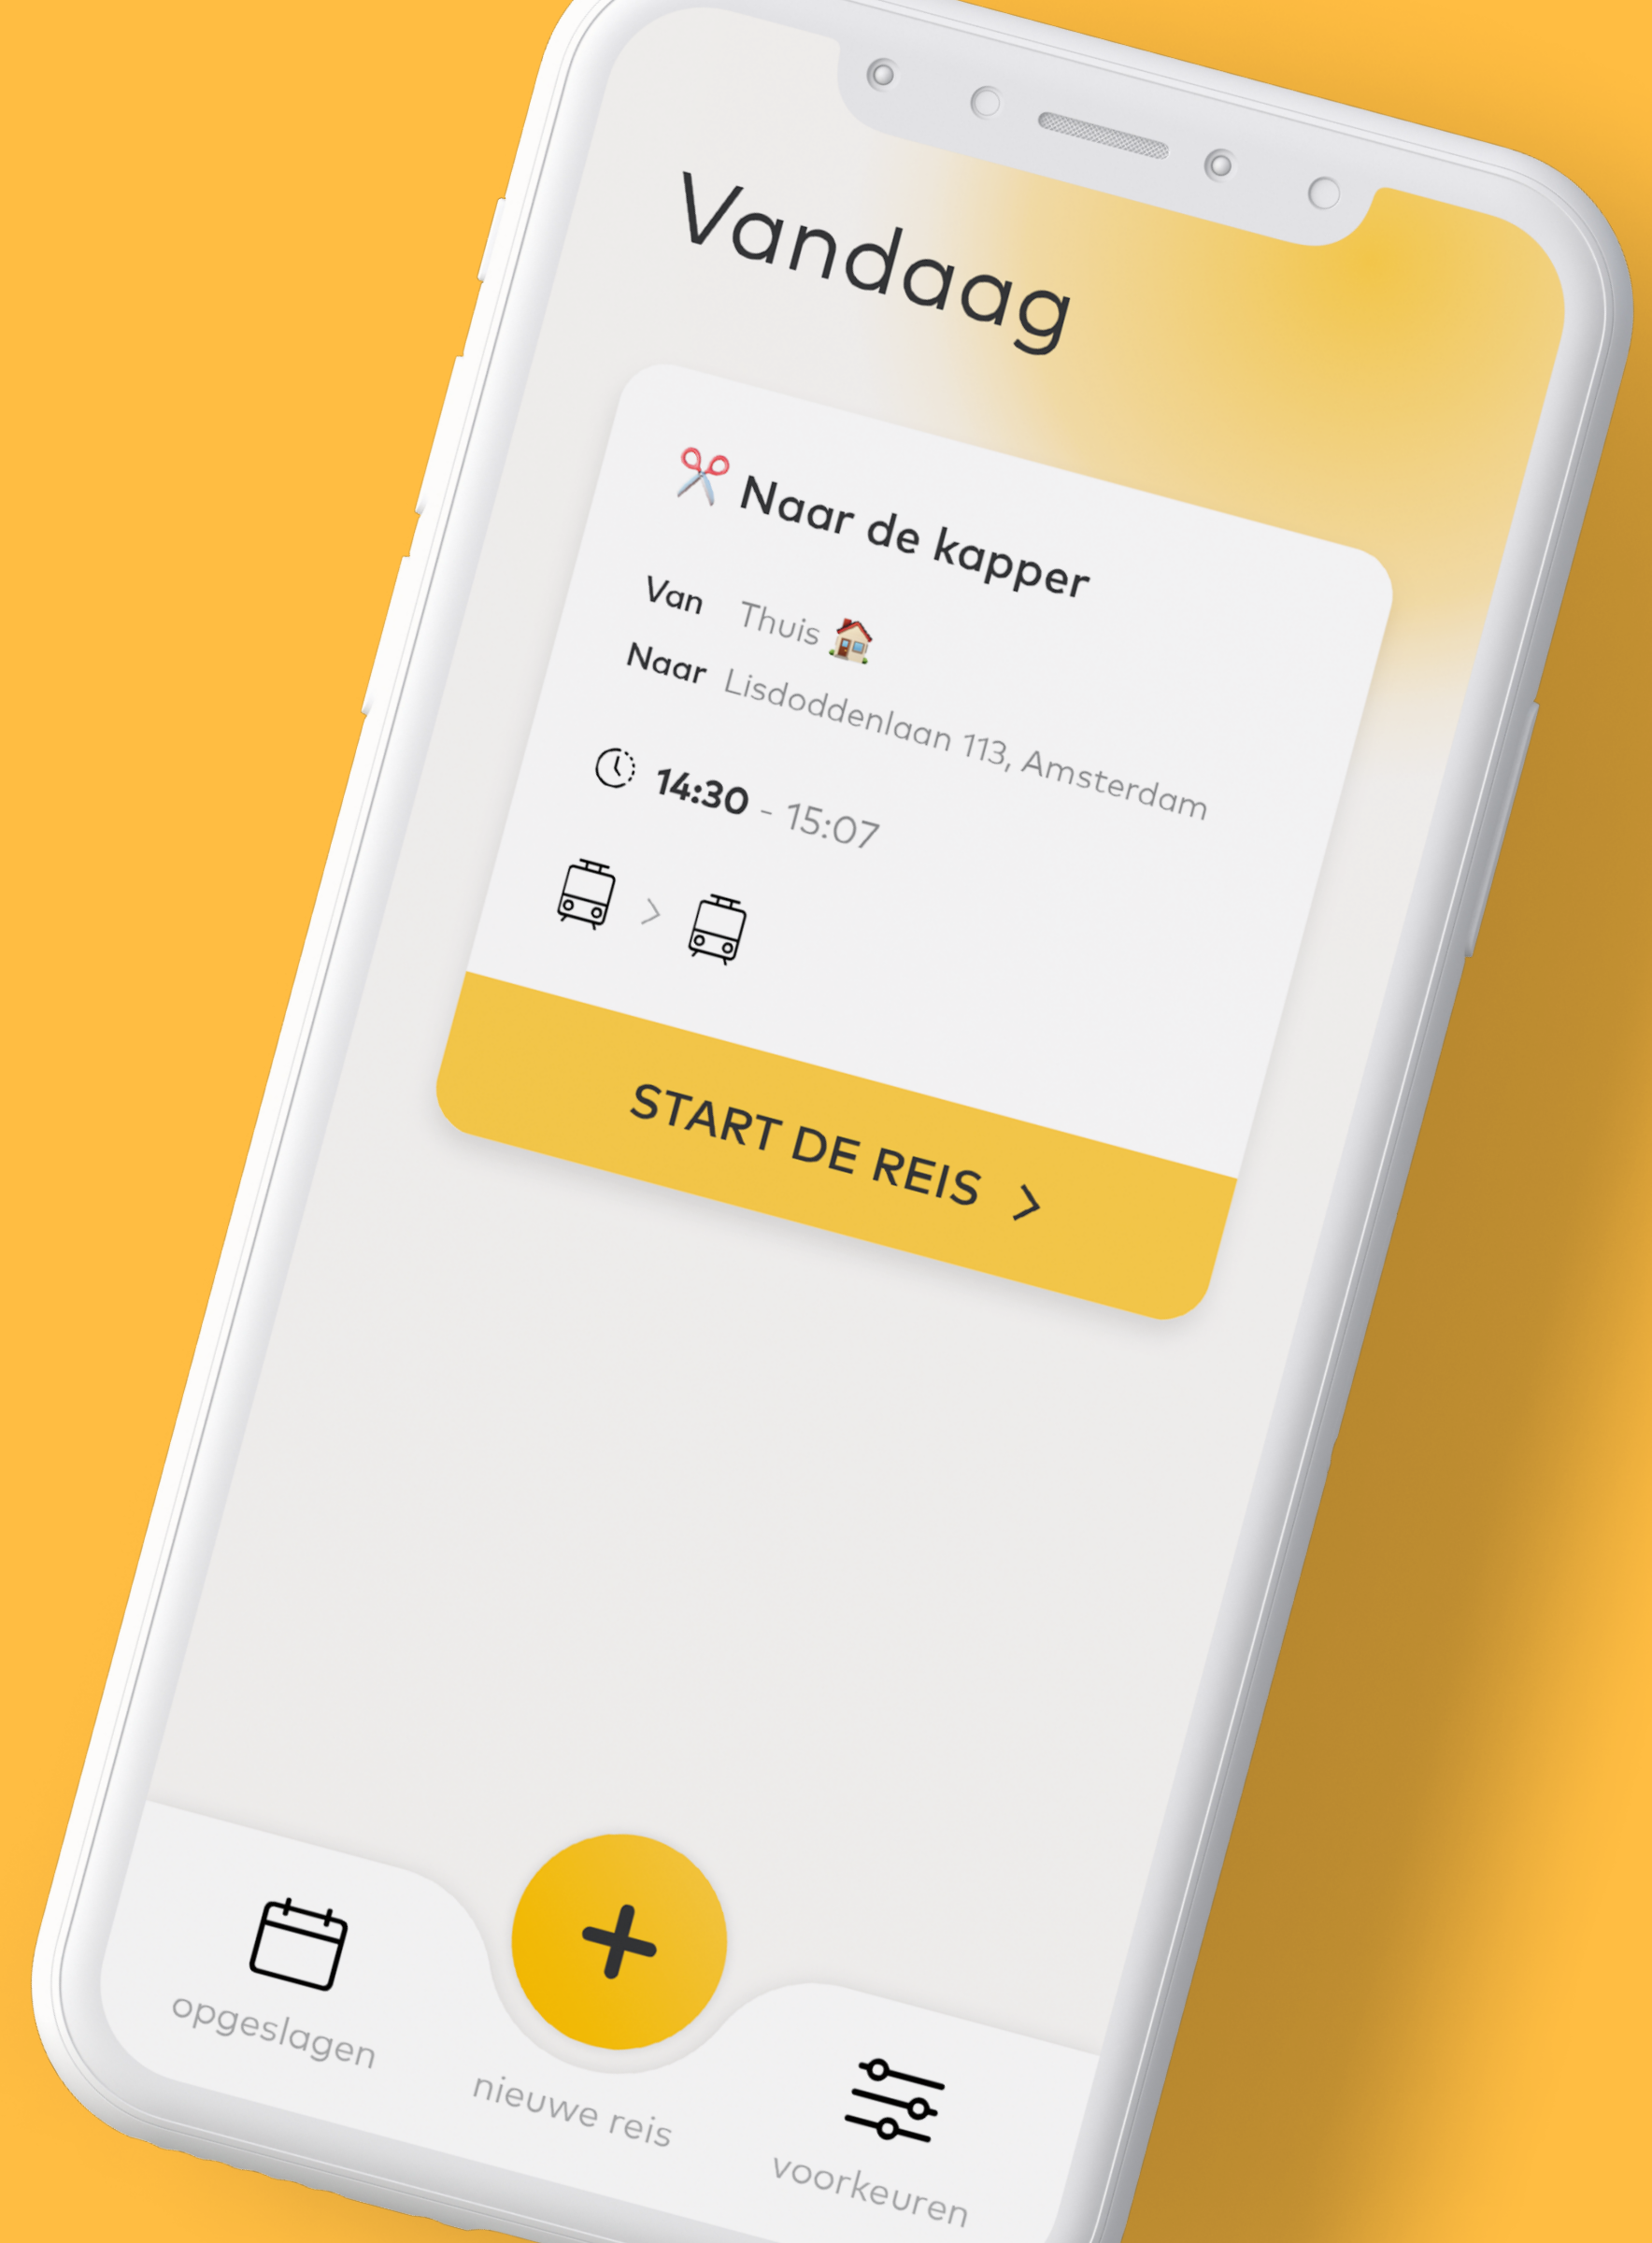 Vandaag
✂️ Naar de kapper
Van Thuis 🏠
Naar Lisdoddenlaan 113, Amsterdam
14:30 - 15:07
START DE REIS >
opgeslagen
nieuwe reis
voorkeuren